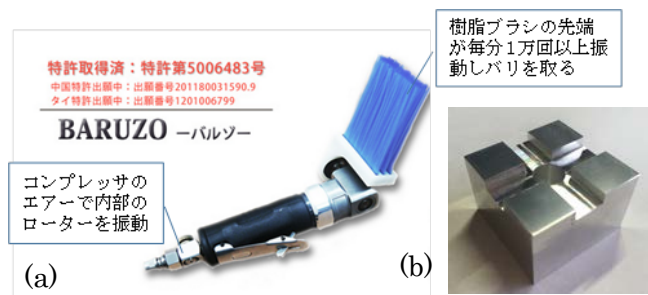 特許取得済：特許第5006483号
中国特許出願中：出願番号201180031590.9
タイ特許出願中：出願番号1201006799
BARUZO ーバルゾー
コンプレッサの
エアーで内部の
ローターを振動
(a)
樹脂ブラシの先端
が毎分1万回以上振
動しバリを取る
(b)